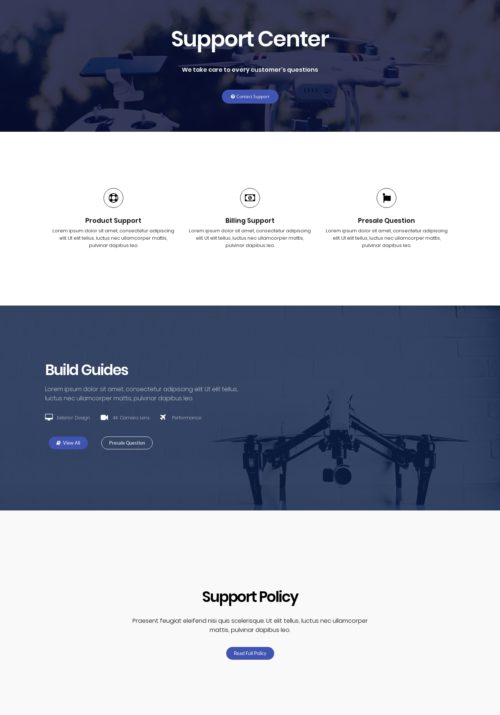 Support Center
We take care to every customer's questions
Contact Support
Product Support
Lorem ipsum dolor sit amet, consectetur adipiscing
elit Ut elit tellus, luctus nec ullamcorper mattis,
pulvinar dapibus leo.
Billing Support
Lorem ipsum dolor sit amet, consectetur adipiscing
elit Ut elit tellus, luctus nec ullamcorper mattis,
pulvinar dapibus leo.
Presale Question
Lorem ipsum dolor sit amet, consectetur adipiscing
elit Ut elit tellus, luctus nec ullamcorper mattis,
pulvinar dapibus leo.
Build Guides
Lorem ipsum dolor sit amet, consectetur adipiscing elit Ut elit tellus,
luctus nec ullamcorper mattis, pulvinar dapibus leo.
Exterior Design 4K Camera Lens Performance
View All Presale Question
Support Policy
Praesent feugiat eleifend nisi quis scelerisque. Ut elit tellus, luctus nec ullamcorper
mattis, pulvinar dapibus leo.
Read Full Policy